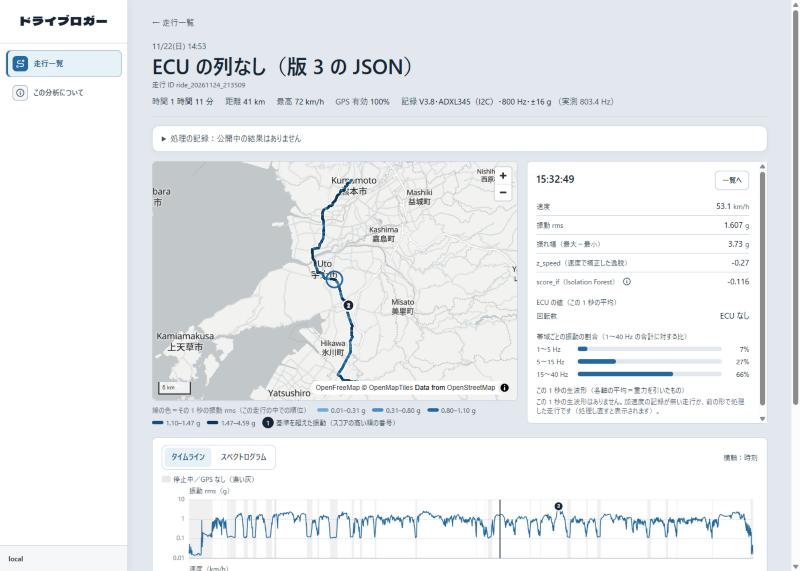 ドライブロガー
走行一覧
この分析について
local
← 走行一覧
11/22(日) 14:53
ECU の列なし（版 3 の JSON）
走行 ID ride_20261124_213509
時間 1 時間 11 分 距離 41 km 最高 72 km/h GPS 有効 100% 記録 V3.8・ADXL345（I2C）・800 Hz・±16 g （実測 803.4 Hz）
▶ 処理の記録：公開中の結果はありません
bara
市
Kumamoto
熊本市
Mashiki
益城町
Kashima
嘉島町
Uto
宇土市
Misato
美里町
Kamiamakusa
上天草市
Hikawa
氷川町
Yatsushiro
+
−
6 km
OpenFreeMap © OpenMapTiles Data from OpenStreetMap
線の色＝その 1 秒の振動 rms（この走行の中での順位） 0.01–0.31 g 0.31–0.80 g 0.80–1.10 g
1.10–1.47 g 1.47–4.59 g 1 基準を超えた振動（スコアの高い順の番号）
15:32:49
一覧へ
速度 53.1 km/h
振動 rms 1.607 g
振れ幅（最大−最小） 3.73 g
z_speed（速度で補正した逸脱） -0.27
score_if（Isolation Forest） -0.116
ECU の値（この 1 秒の平均）
回転数 ECU なし
帯域ごとの振動の割合（1〜40 Hz の合計に対する比）
1〜5 Hz 7%
5〜15 Hz 27%
15〜40 Hz 66%
この 1 秒の生波形（各軸の平均＝重力を引いたもの）
この 1 秒の生波形はありません。加速度の記録が無い走行か、前の形で処理
した走行です（処理し直すと表示されます）。
タイムライン
スペクトログラム
横軸：時刻
停止中／GPS なし（濃い灰）
振動 rms（g）
10
1
0.1
0.01
速度（km/h）